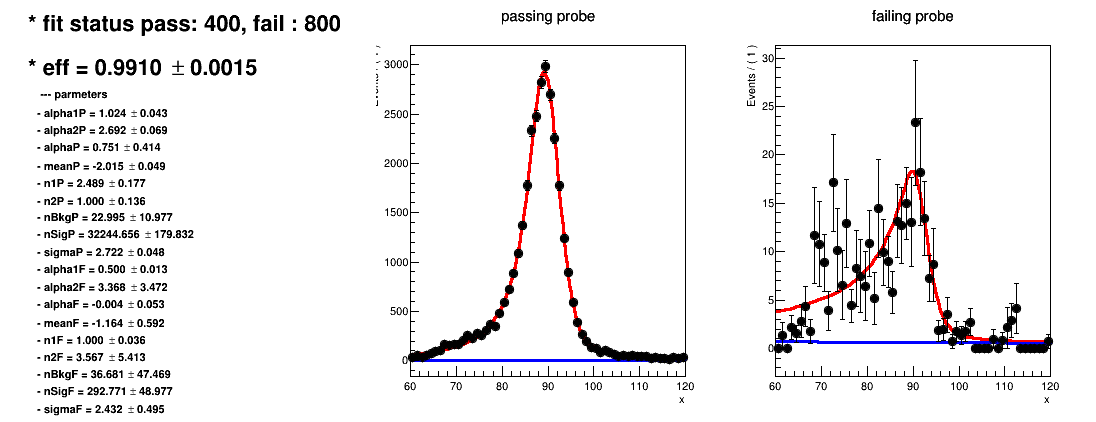 * fit status pass: 400, fail : 800
* eff = 0.9910 ± 0.0015
--- parmeters
- alpha1P = 1.024 ± 0.043
- alpha2P = 2.692 ± 0.069
- alphaP = 0.751 ± 0.414
- meanP = -2.015 ± 0.049
- n1P = 2.489 ± 0.177
- n2P = 1.000 ± 0.136
- nBkgP = 22.995 ± 10.977
- nSigP = 32244.656 ± 179.832
- sigmaP = 2.722 ± 0.048
- alpha1F = 0.500 ± 0.013
- alpha2F = 3.368 ± 3.472
- alphaF = -0.004 ± 0.053
- meanF = -1.164 ± 0.592
- n1F = 1.000 ± 0.036
- n2F = 3.567 ± 5.413
- nBkgF = 36.681 ± 47.469
- nSigF = 292.771 ± 48.977
- sigmaF = 2.432 ± 0.495
passing probe
3000
2500
2000
1500
1000
500
0
60 70 80 90 100 110 120
x
failing probe
Events / ( 1 )
30
25
20
15
10
5
0
60 70 80 90 100 110 120
x